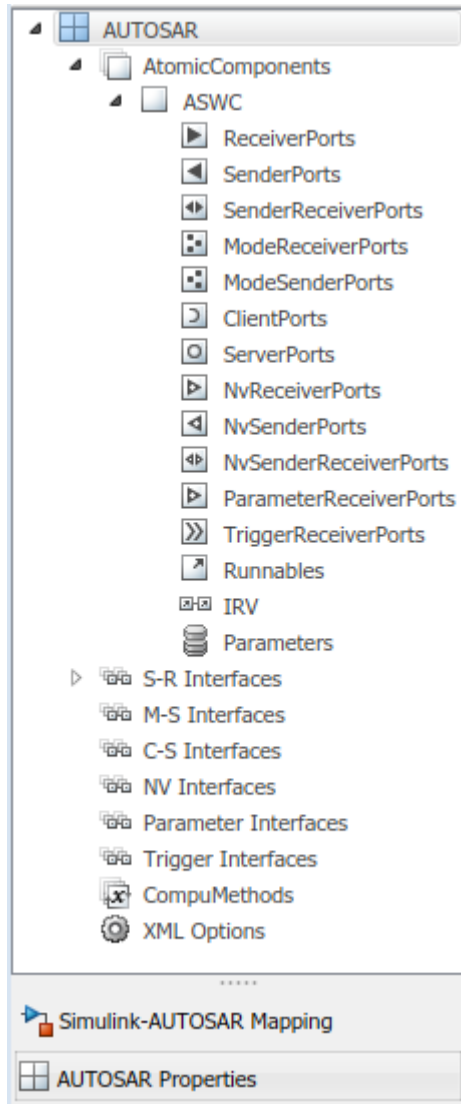 AUTOSAR
AtomicComponents
ASWC
ReceiverPorts
SenderPorts
SenderReceiverPorts
ModeReceiverPorts
ModeSenderPorts
ClientPorts
ServerPorts
NvReceiverPorts
NvSenderPorts
NvSenderReceiverPorts
ParameterReceiverPorts
TriggerReceiverPorts
Runnables
IRV
Parameters
S-R Interfaces
M-S Interfaces
C-S Interfaces
NV Interfaces
Parameter Interfaces
Trigger Interfaces
CompuMethods
XML Options
Simulink-AUTOSAR Mapping
AUTOSAR Properties